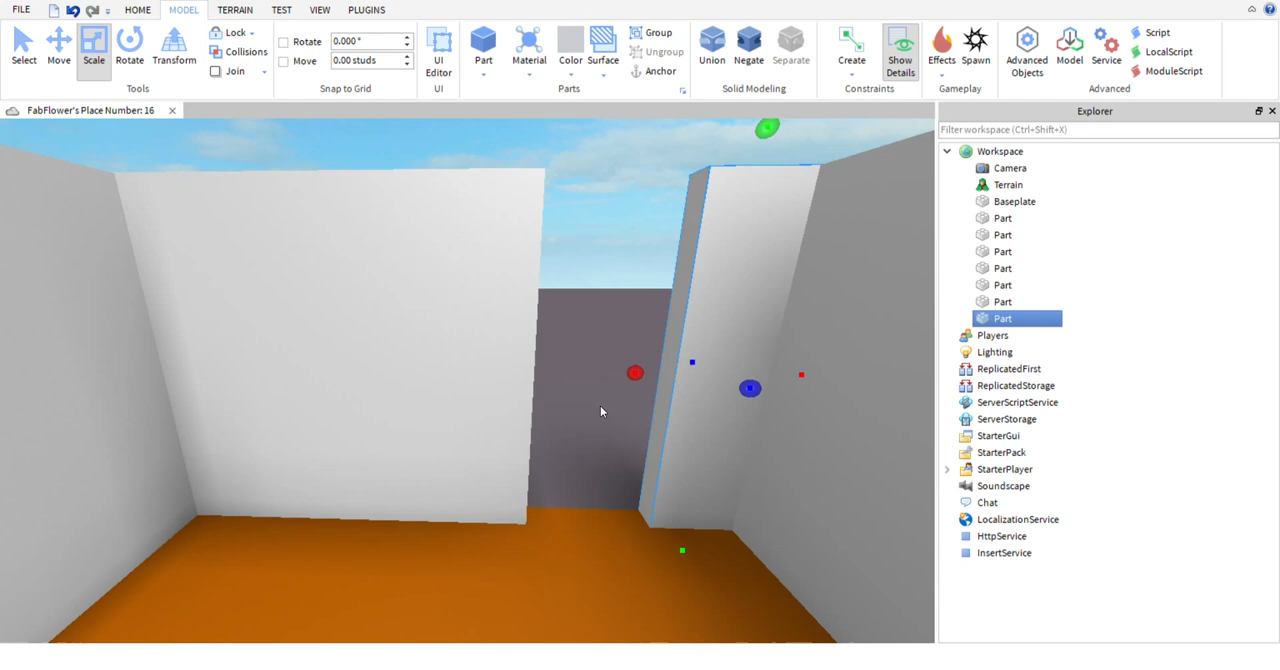 FILE HOME MODEL TERRAIN TEST VIEW PLUGINS
Select Move Scale Rotate Transform
Lock
Collisions
Join
Tools
Rotate 0.000 °
Move 0.00 studs
Snap to Grid
UI
Editor
UI
Part Material Color Surface
Group
Ungroup
Anchor
Parts
Union Negate Separate
Solid Modeling
Create Show
Details
Constraints
Effects Spawn
Gameplay
Advanced
Objects
Model Service
Script
LocalScript
ModuleScript
Advanced
FabFlower's Place Number: 16
Explorer
Filter workspace (Ctrl+Shift+X)
Workspace
Camera
Terrain
Baseplate
Part
Part
Part
Part
Part
Part
Part
Players
Lighting
ReplicatedFirst
ReplicatedStorage
ServerScriptService
ServerStorage
StarterGui
StarterPack
StarterPlayer
Soundscape
Chat
LocalizationService
HttpService
InsertService